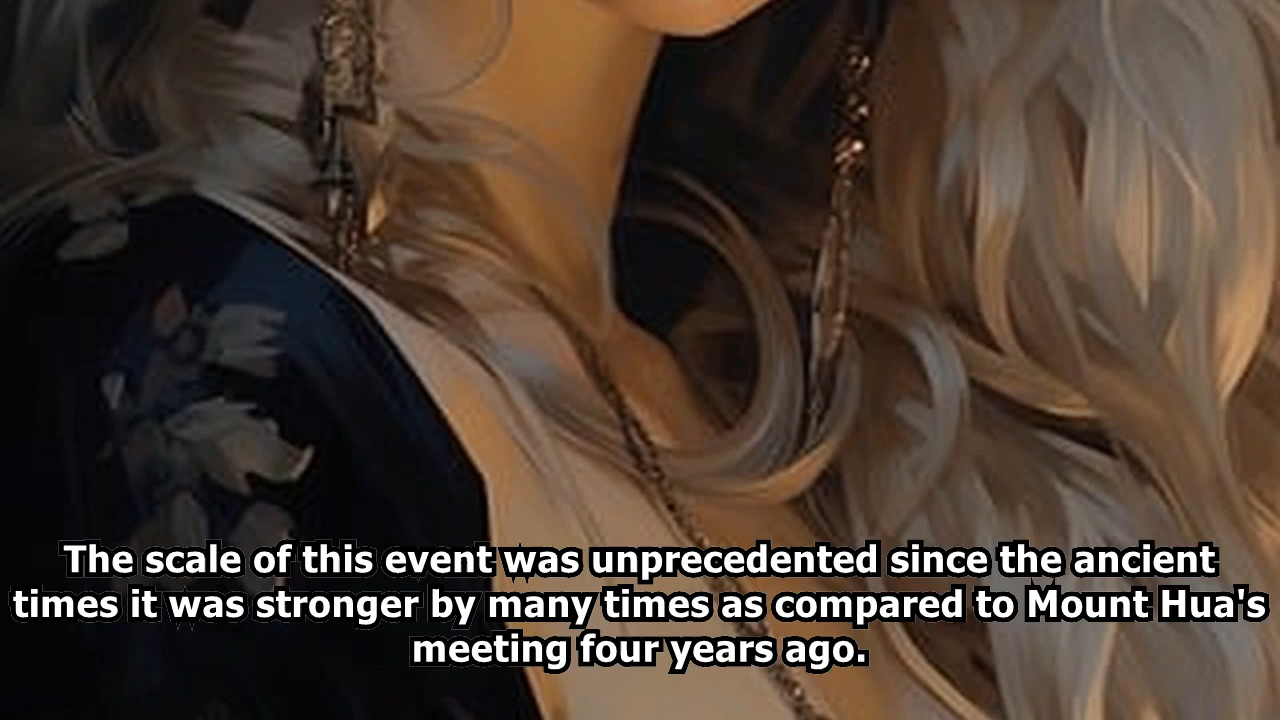 The scale of this event was unprecedented since the ancient
times it was stronger by many times as compared to Mount Hua's
meeting four years ago.